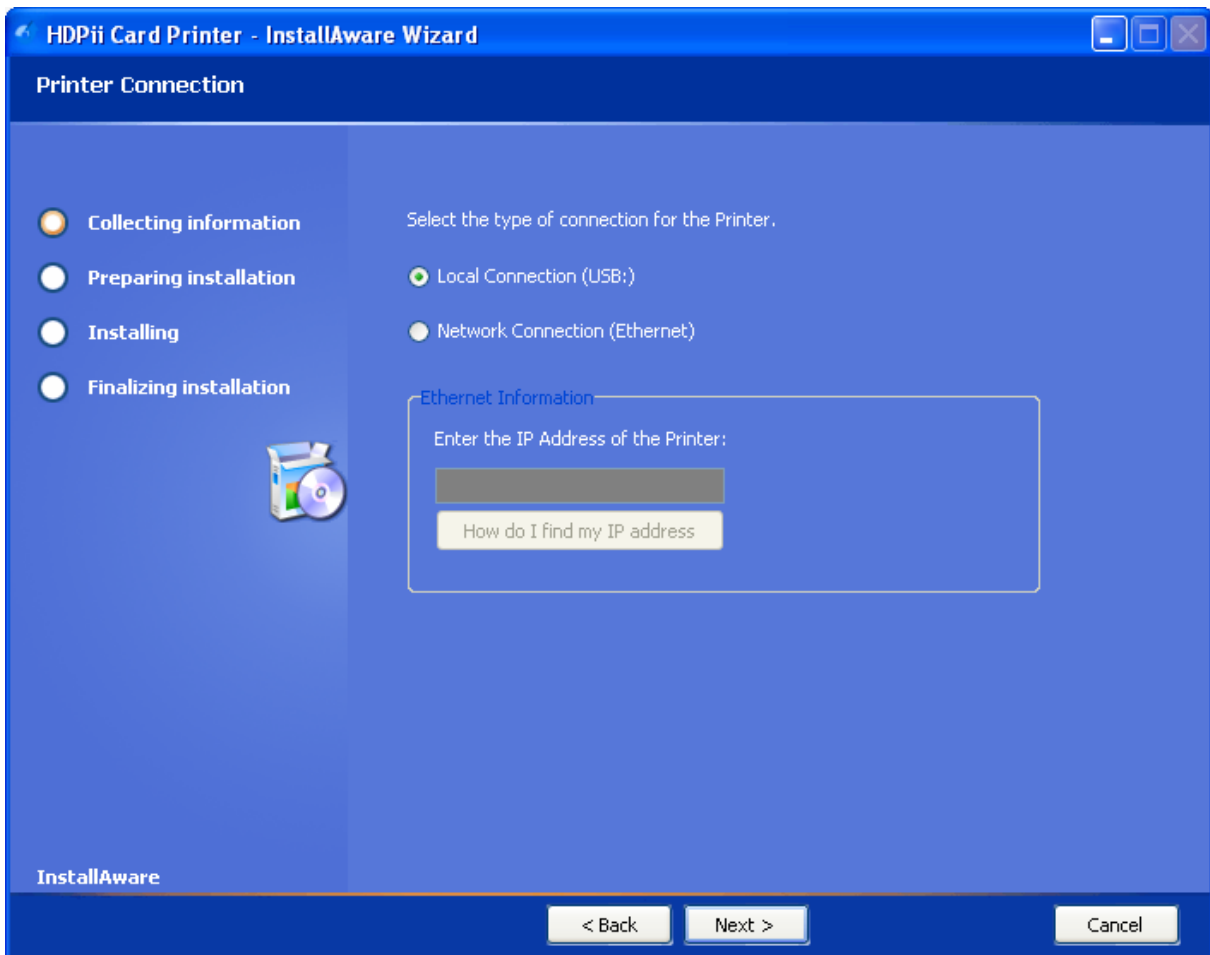 HDPii Card Printer - InstallAware Wizard
Printer Connection
Collecting information
Preparing installation
Installing
Finalizing installation
Select the type of connection for the Printer.
Local Connection (USB:)
Network Connection (Ethernet)
Ethernet Information
Enter the IP Address of the Printer:
How do I find my IP address
InstallAware
< Back
Next >
Cancel